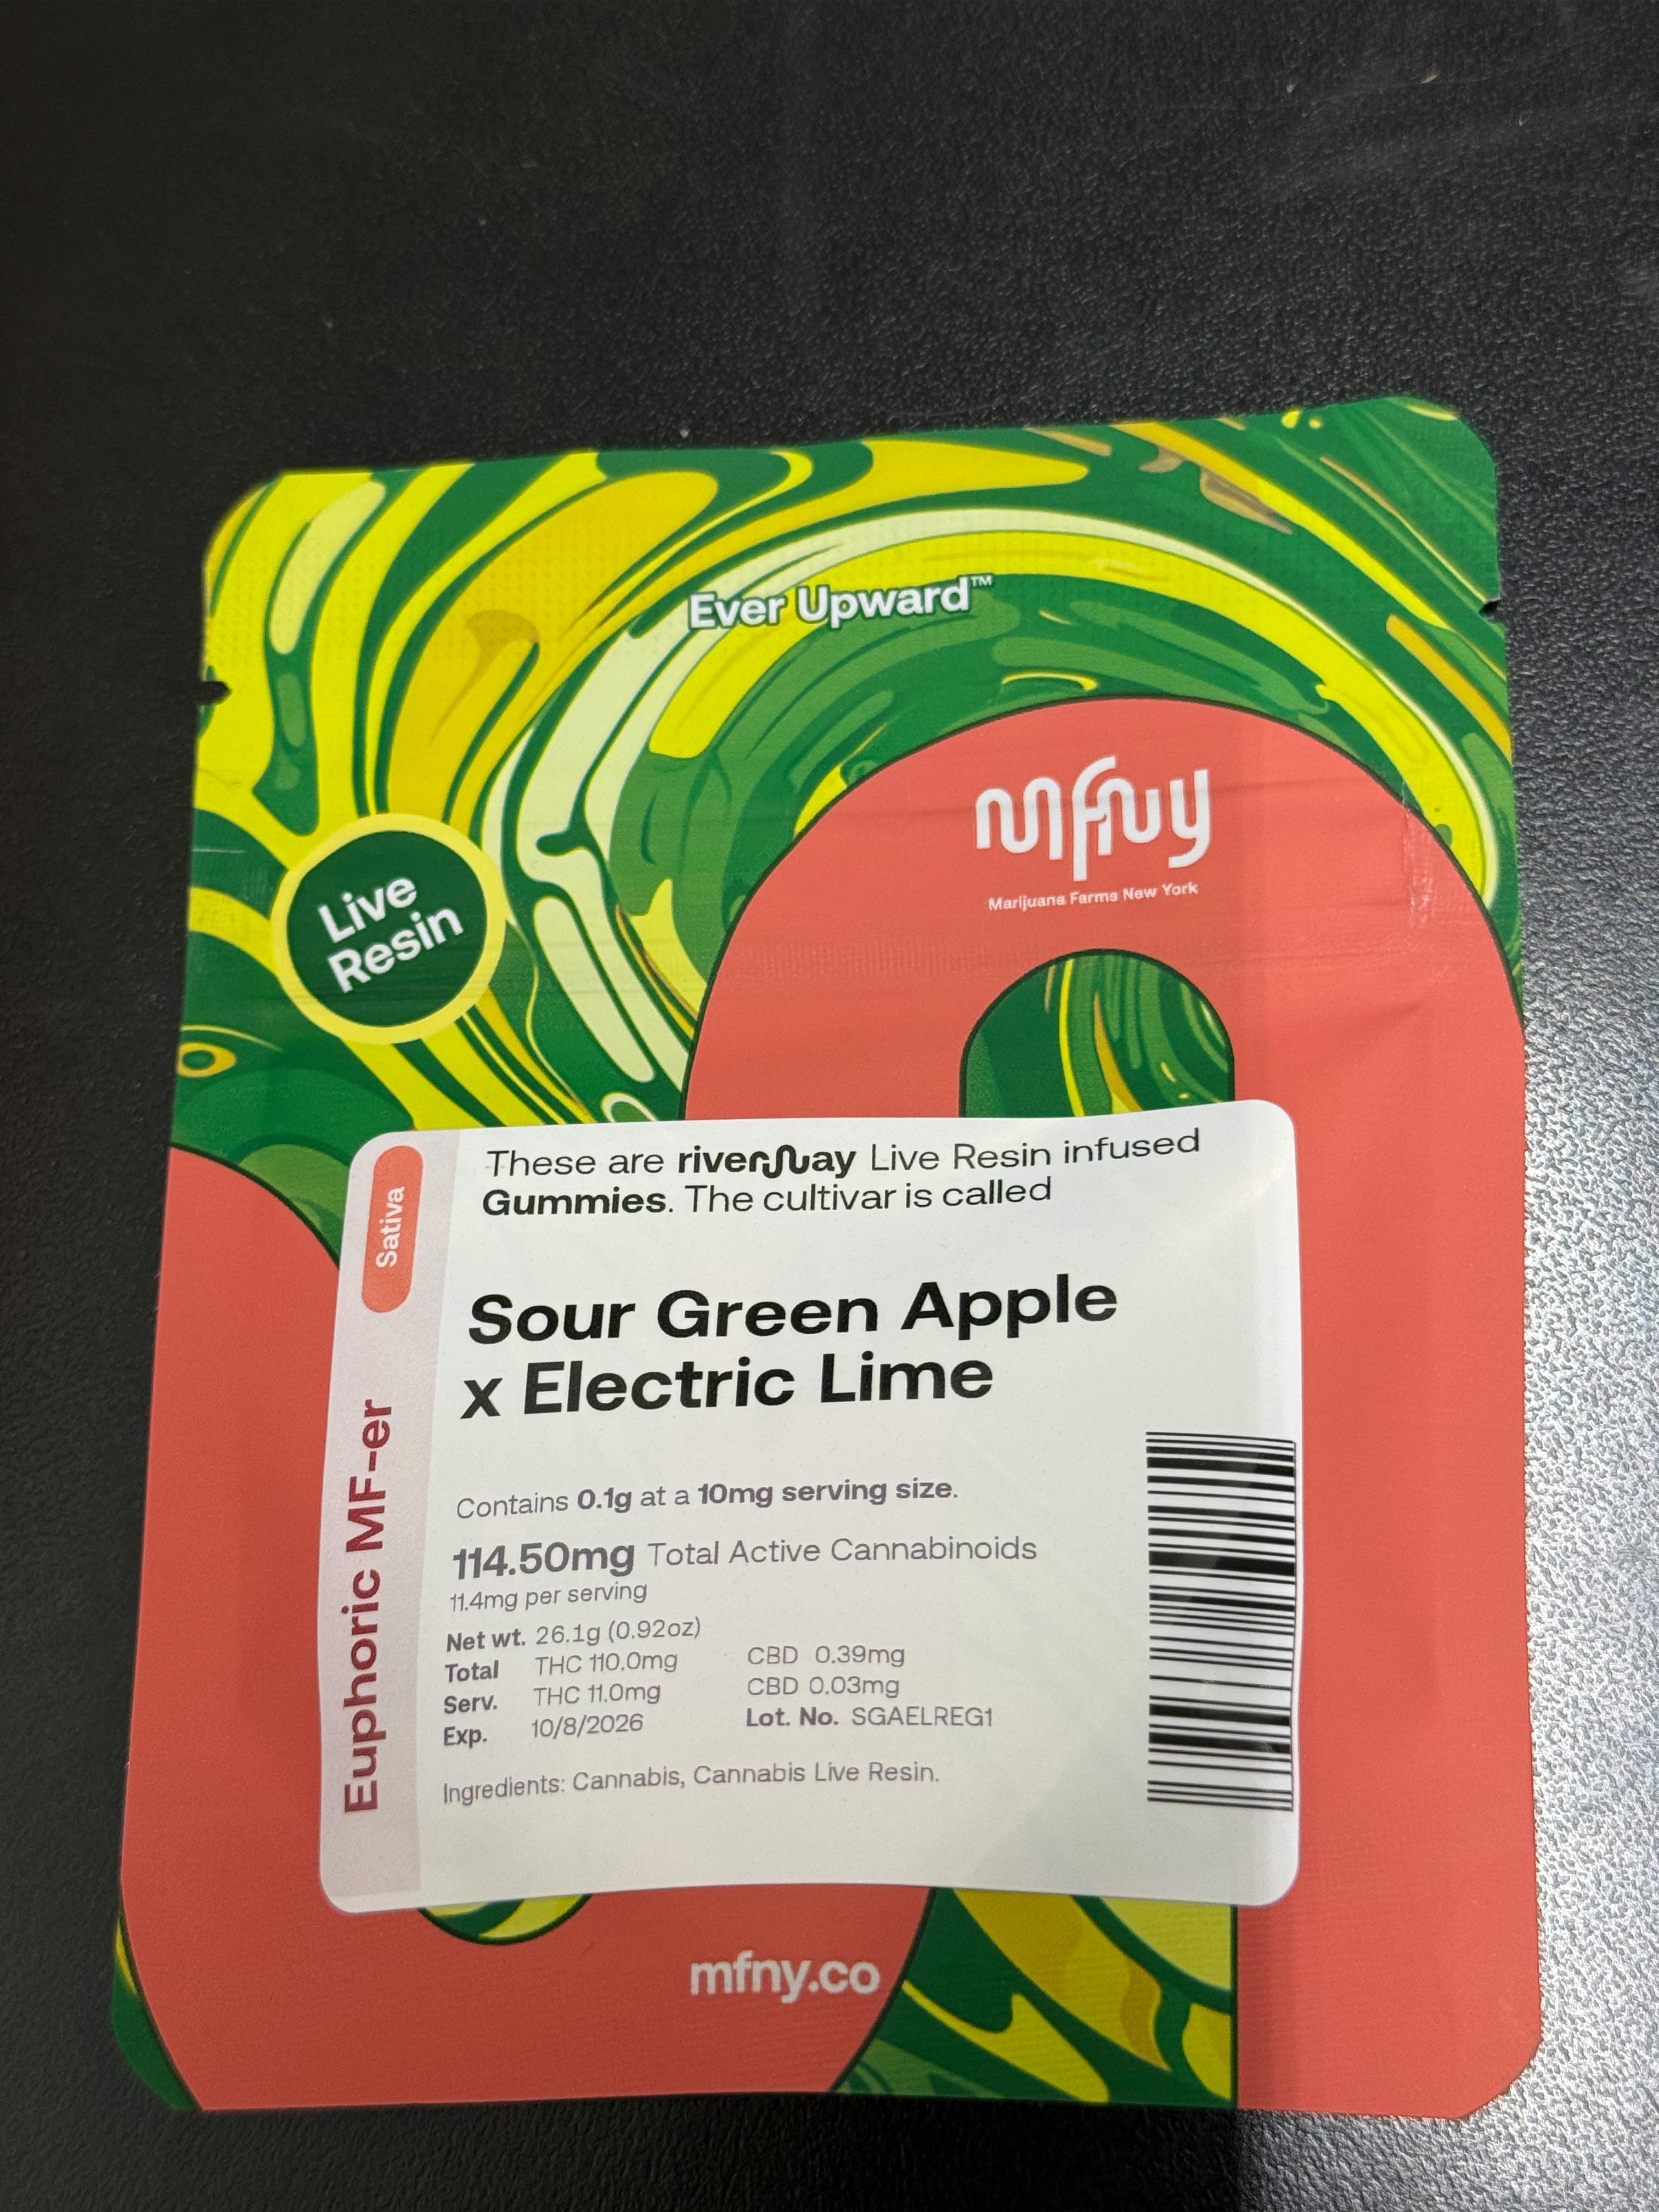 Ever Upward™
mfny
Marijuana Farms New York
Live
Resin
These are rivernay Live Resin infused
Gummies. The cultivar is called
Sativa
Euphoric MF-er
Sour Green Apple
x Electric Lime
Contains 0.1g at a 10mg serving size.
114.50mg Total Active Cannabinoids
11.4mg per serving
Net wt. 26.1g (0.92oz)
Total THC 110.0mg CBD 0.39mg
Serv. THC 11.0mg CBD 0.03mg
Exp. 10/8/2026 Lot. No. SGAELREG1
Ingredients: Cannabis, Cannabis Live Resin.
mfny.co